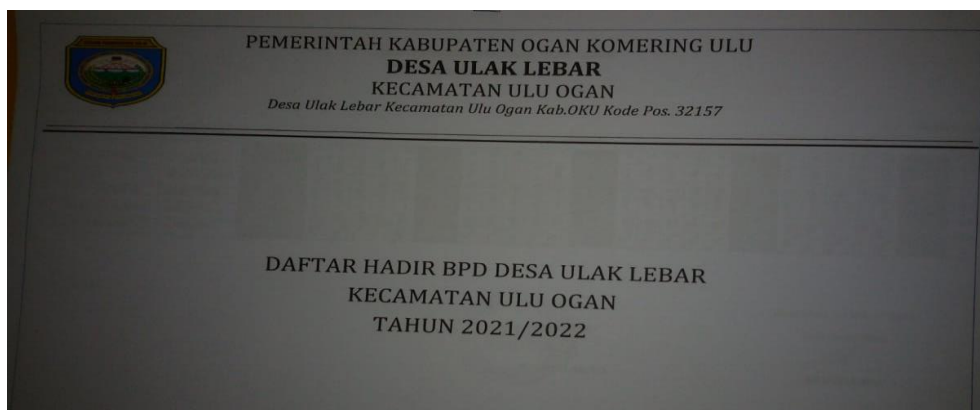 PEMERINTAH KABUPATEN OGAN KOMERING ULU
DESA ULAK LEBAR
KECAMATAN ULU OGAN
Desa Ulak Lebar Kecamatan Ulu Ogan Kab.OKU Kode Pos. 32157
DAFTAR HADIR BPD DESA ULAK LEBAR
KECAMATAN ULU OGAN
TAHUN 2021/2022